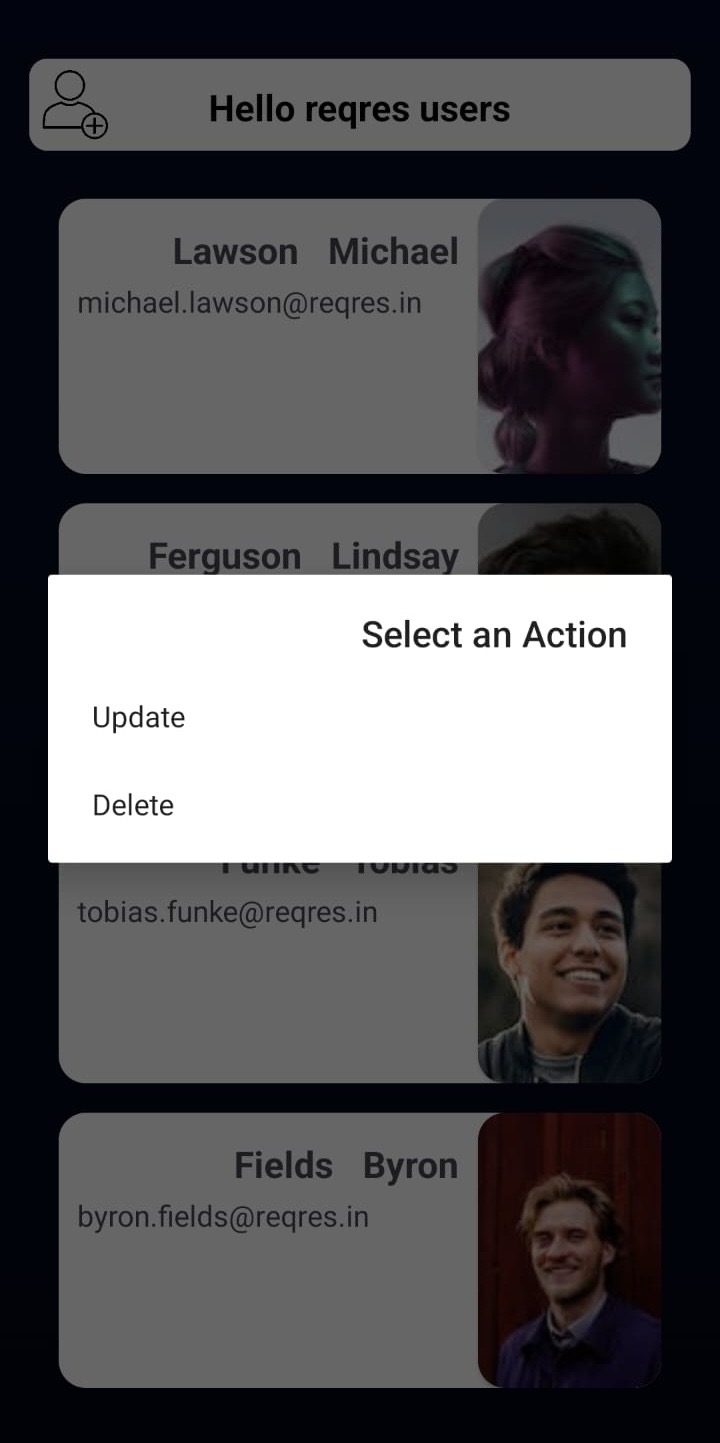 Hello reqres users
Lawson Michael
michael.lawson@reqres.in
Ferguson Lindsay
Select an Action
Update
Delete
Funke Tobias
tobias.funke@reqres.in
Fields Byron
byron.fields@reqres.in